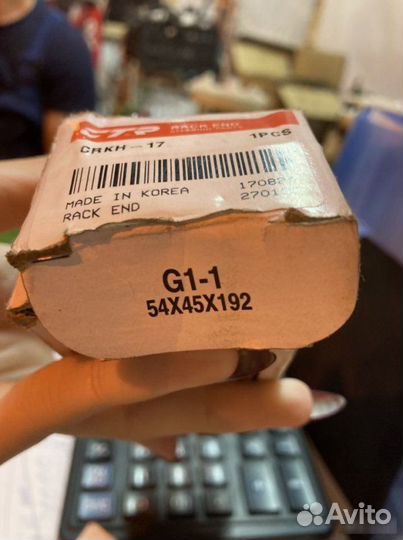 CTR RACK END
CRKH-17 1PCS
MADE IN KOREA
RACK END
G1-1
54X45X192
Avito